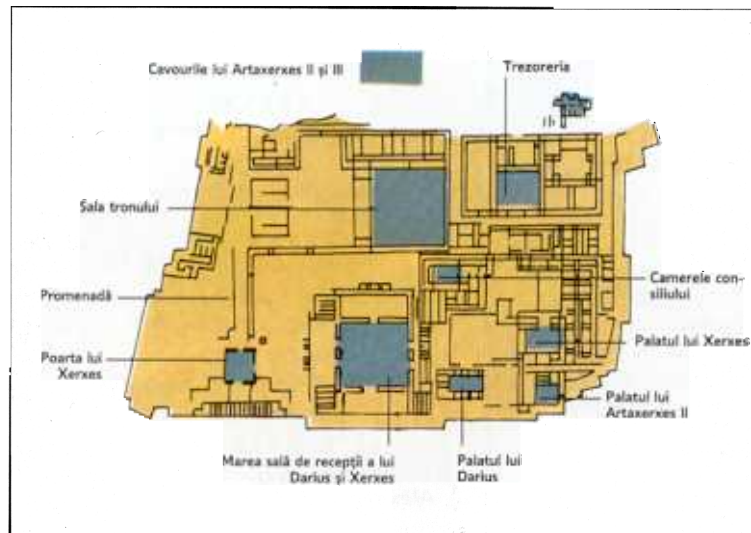 Cavourile lui Artaxerxes II și III
Trezoreria
Sala tronului
Promenadă
Camerele con-
siliului
Poarta lui
Xerxes
Palatul lui Xerxes
Palatul lui
Artaxerxes II
Marea sală de recepții a lui
Darius și Xerxes
Palatul lui
Darius